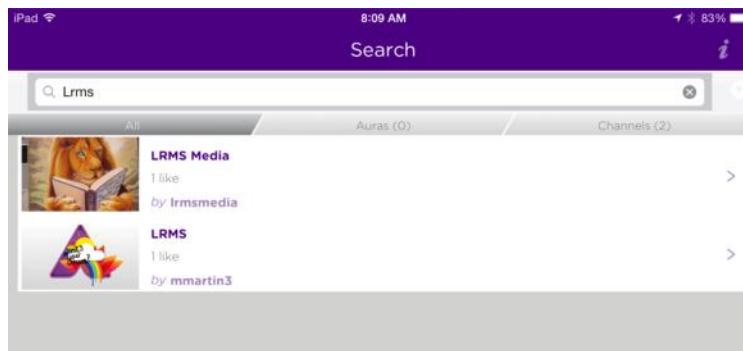 iPad 8:09 AM 83%
Search
Lrms
All Auras (0) Channels (2)
LRMS Media
1 like
by lrmsmedia
LRMS
1 like
by mmartin3